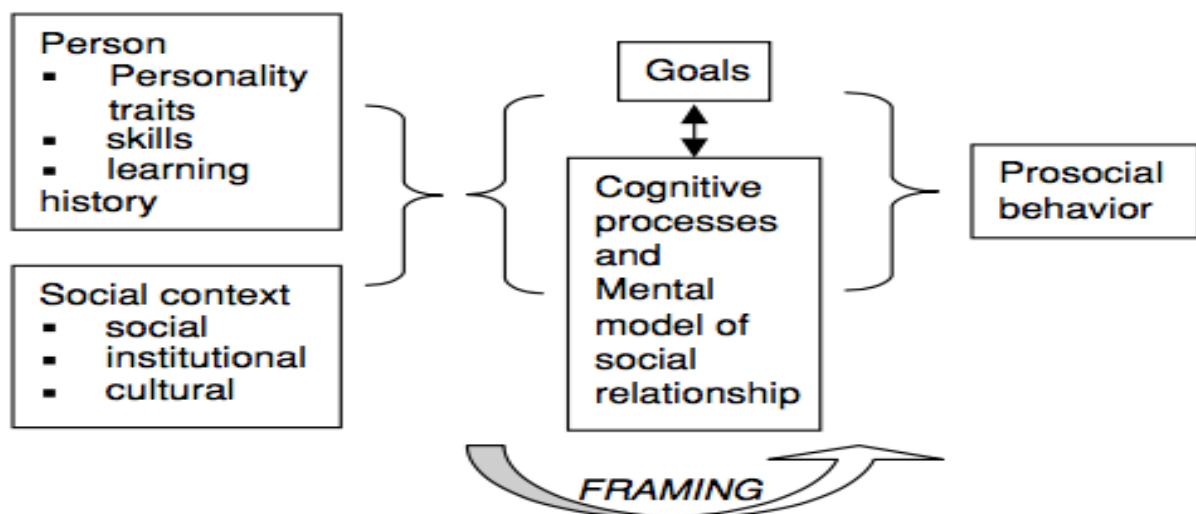 Person
▪ Personality
traits
▪ skills
▪ learning
history
Social context
▪ social
▪ institutional
▪ cultural
Goals
Cognitive
processes and
Mental
model of
social
relationship
FRAMING
Prosocial
behavior